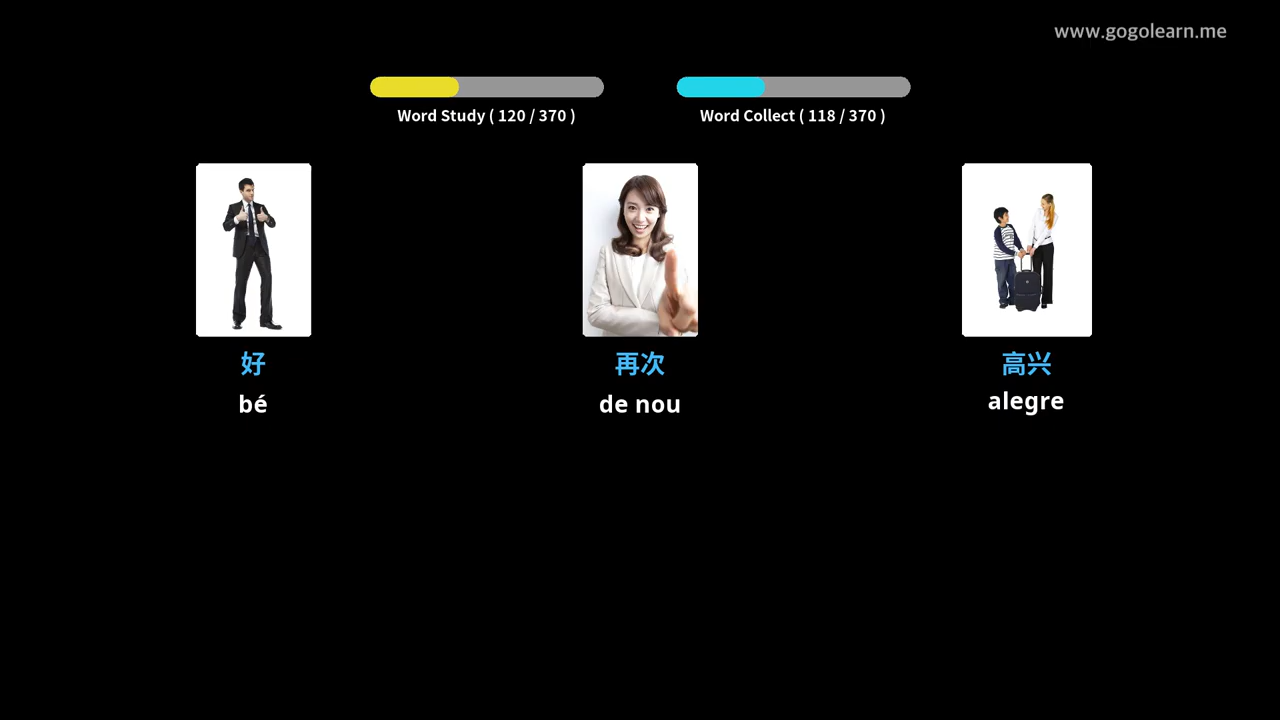 www.gogolearn.me
Word Study ( 120 / 370 )
Word Collect ( 118 / 370 )
好
再次
高兴
bé
de nou
alegre